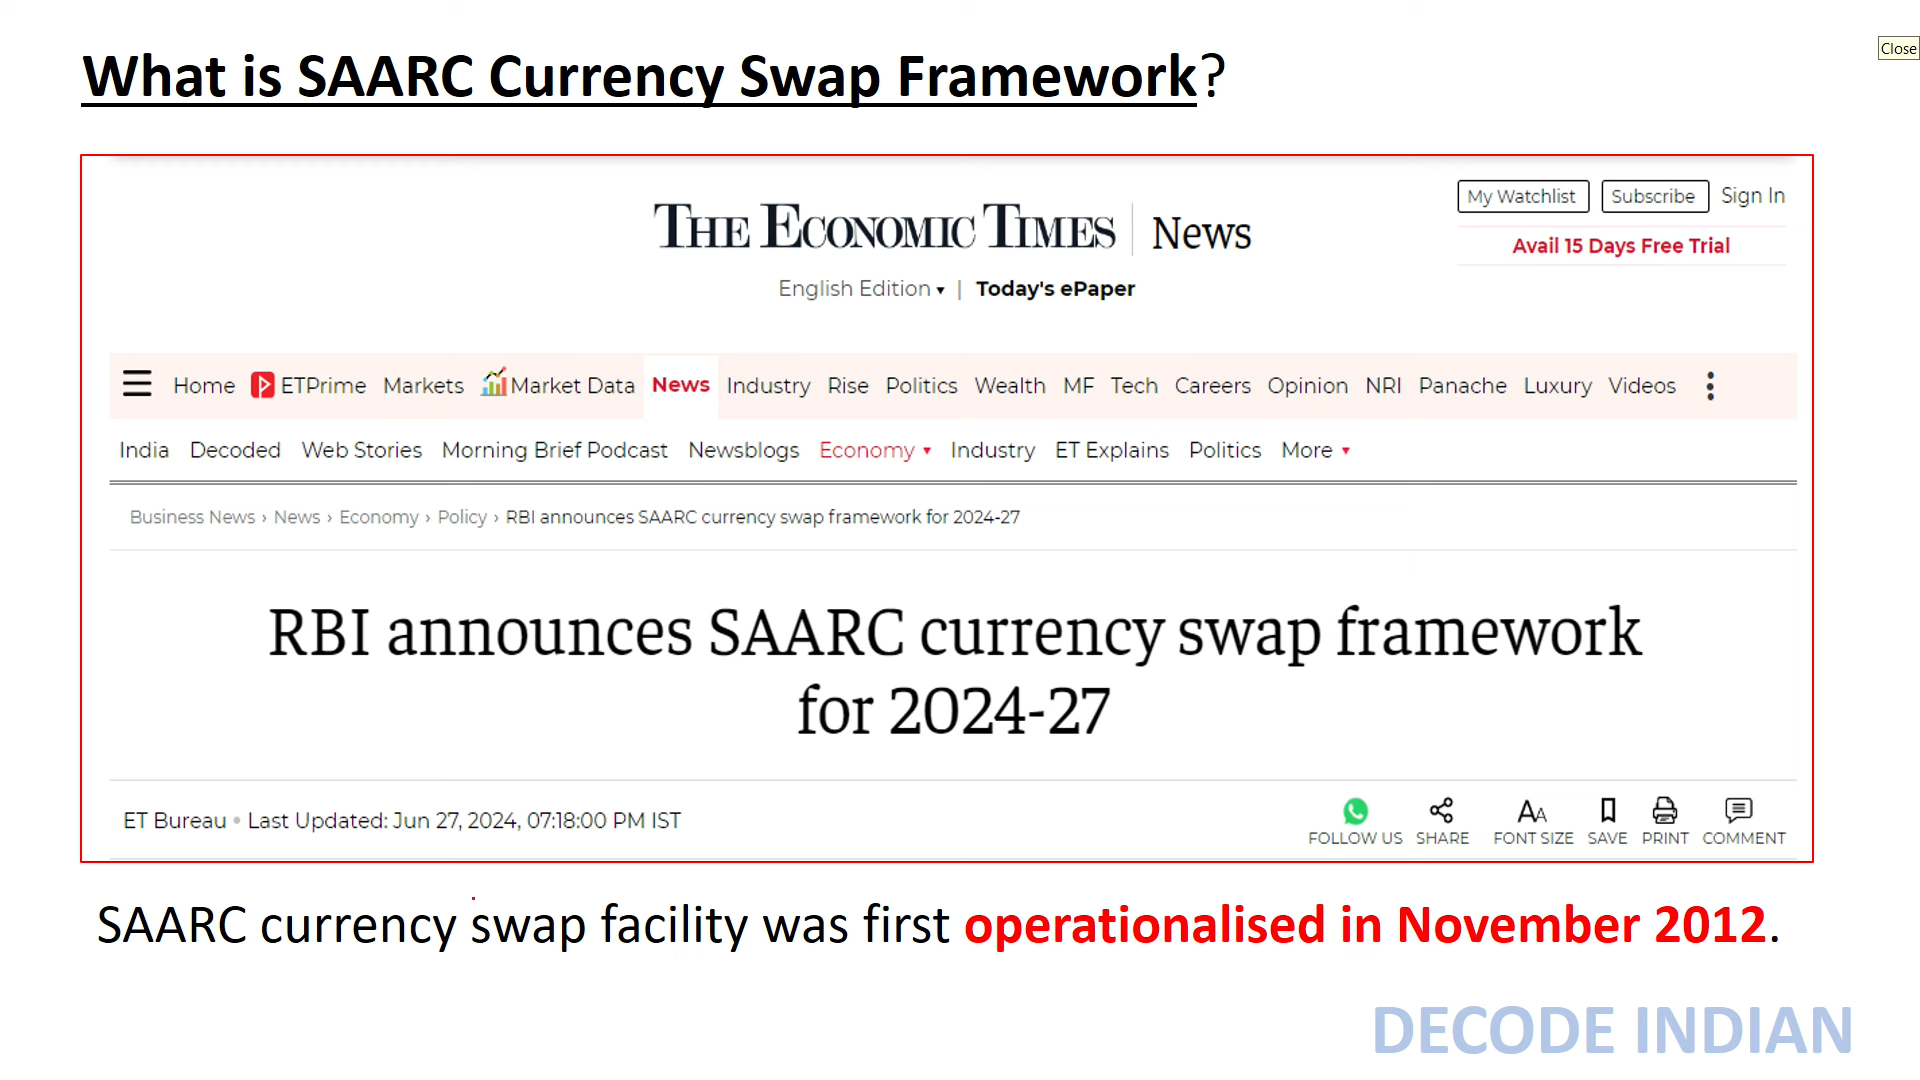 What is SAARC Currency Swap Framework?
Close
My Watchlist Subscribe Sign In
THE ECONOMIC TIMES News
Avail 15 Days Free Trial
English Edition ▾ | Today's ePaper
Home ETPrime Markets Market Data News Industry Rise Politics Wealth MF Tech Careers Opinion NRI Panache Luxury Videos
India Decoded Web Stories Morning Brief Podcast Newsblogs Economy ▾ Industry ET Explains Politics More ▾
Business News › News › Economy › Policy › RBI announces SAARC currency swap framework for 2024-27
RBI announces SAARC currency swap framework
for 2024-27
ET Bureau • Last Updated: Jun 27, 2024, 07:18:00 PM IST
FOLLOW US SHARE FONT SIZE SAVE PRINT COMMENT
SAARC currency swap facility was first operationalised in November 2012.
DECODE INDIAN